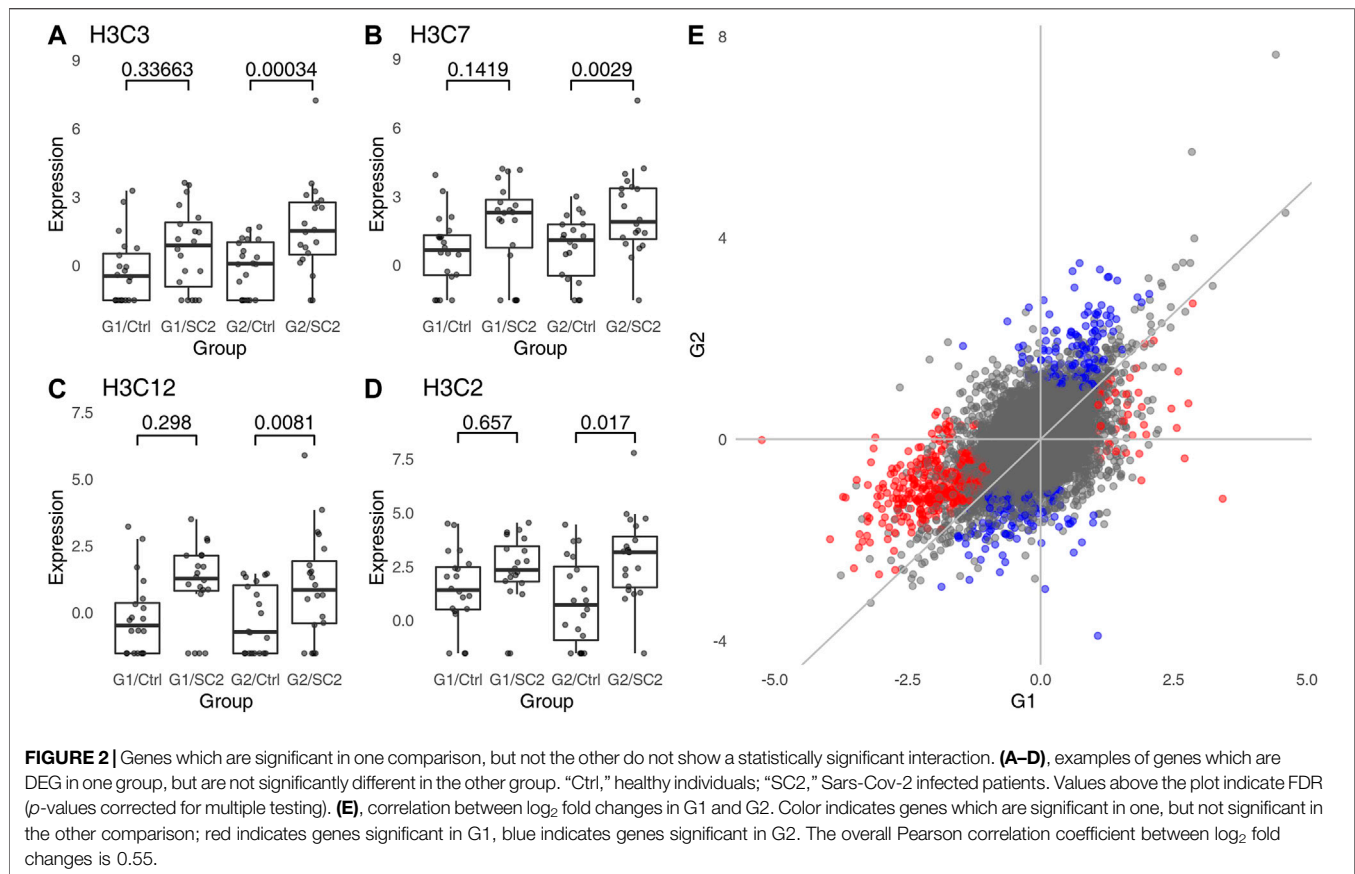 A H3C3
9
0.33663 0.00034
6
3
0
Expression
G1/Ctrl G1/SC2 G2/Ctrl G2/SC2
Group
B H3C7
9
0.1419 0.0029
6
3
0
Expression
G1/Ctrl G1/SC2 G2/Ctrl G2/SC2
Group
C H3C12
7.5
0.298 0.0081
5.0
2.5
0.0
Expression
G1/Ctrl G1/SC2 G2/Ctrl G2/SC2
Group
D H3C2
0.657 0.017
7.5
5.0
2.5
0.0
Expression
G1/Ctrl G1/SC2 G2/Ctrl G2/SC2
Group
E
8
4
0
-4
G2
-5.0 -2.5 0.0 2.5 5.0
G1
FIGURE 2 | Genes which are significant in one comparison, but not the other do not show a statistically significant interaction. (A–D), examples of genes which are
DEG in one group, but are not significantly different in the other group. “Ctrl,” healthy individuals; “SC2,” Sars-Cov-2 infected patients. Values above the plot indicate FDR
(p-values corrected for multiple testing). (E), correlation between log₂ fold changes in G1 and G2. Color indicates genes which are significant in one, but not significant in
the other comparison; red indicates genes significant in G1, blue indicates genes significant in G2. The overall Pearson correlation coefficient between log₂ fold
changes is 0.55.